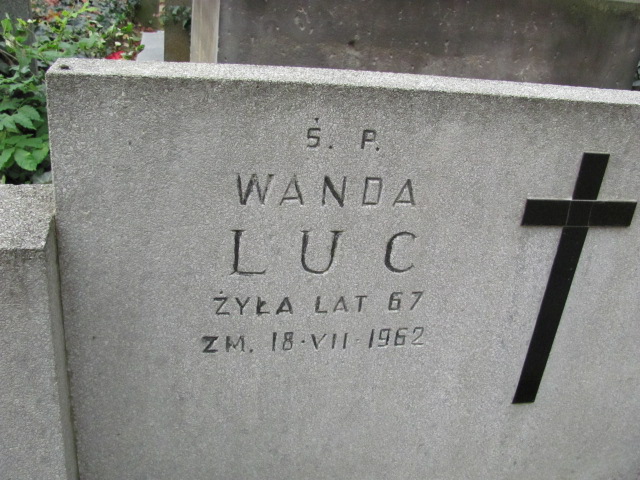 Ś. P.
WANDA
LUC
ŻYŁA LAT 67
ZM. 18·VII·1962